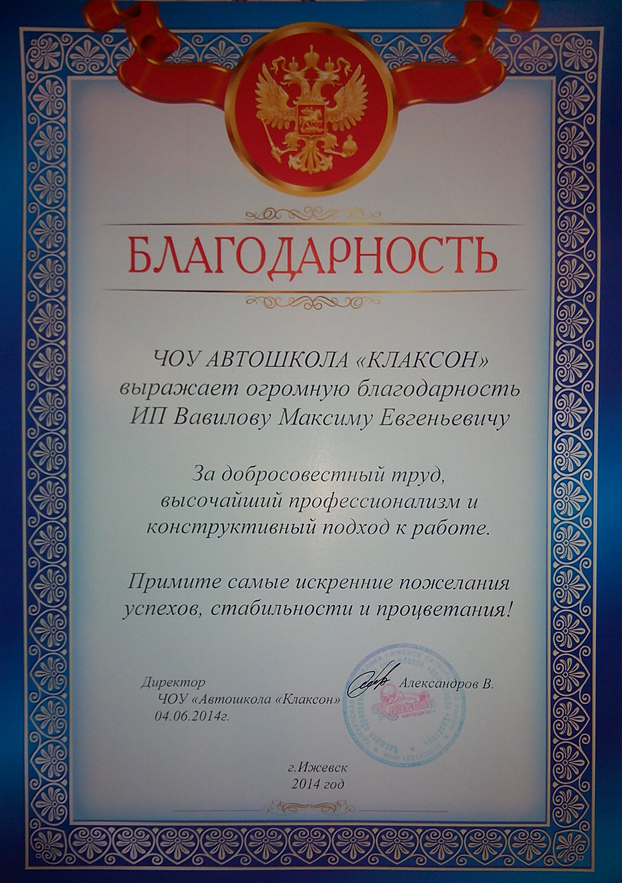 БЛАГОДАРНОСТЬ
ЧОУ АВТОШКОЛА «КЛАКСОН»
выражает огромную благодарность
ИП Вавилову Максиму Евгеньевичу
За добросовестный труд,
высочайший профессионализм и
конструктивный подход к работе.
Примите самые искренние пожелания
успехов, стабильности и процветания!
Директор
ЧОУ «Автошкола «Клаксон»
Александров В.
04.06.2014г.
г.Ижевск
2014 год